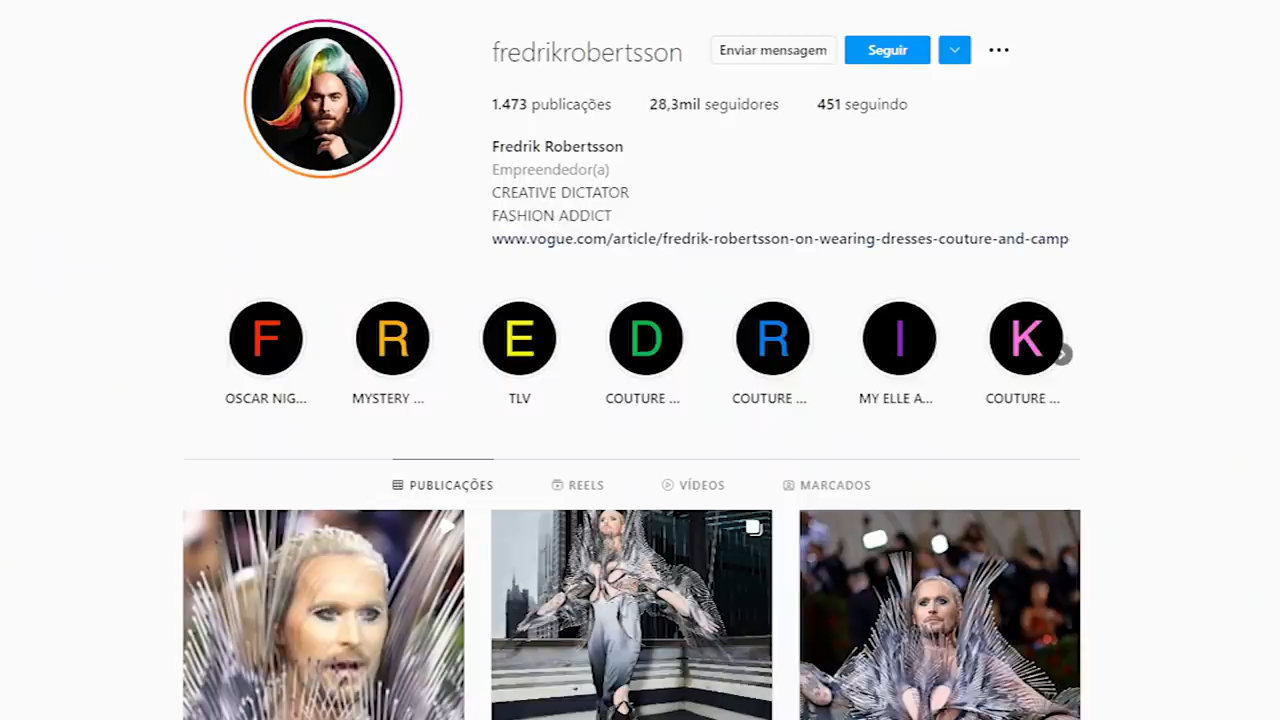 fredrikrobertsson Enviar mensagem Seguir
1.473 publicações 28,3mil seguidores 451 seguindo
Fredrik Robertsson
Empreendedor(a)
CREATIVE DICTATOR
FASHION ADDICT
www.vogue.com/article/fredrik-robertsson-on-wearing-dresses-couture-and-camp
F R E D R I K
OSCAR NIG... MYSTERY ... TLV COUTURE ... COUTURE ... MY ELLE A... COUTURE ...
PUBLICAÇÕES REELS VÍDEOS MARCADOS